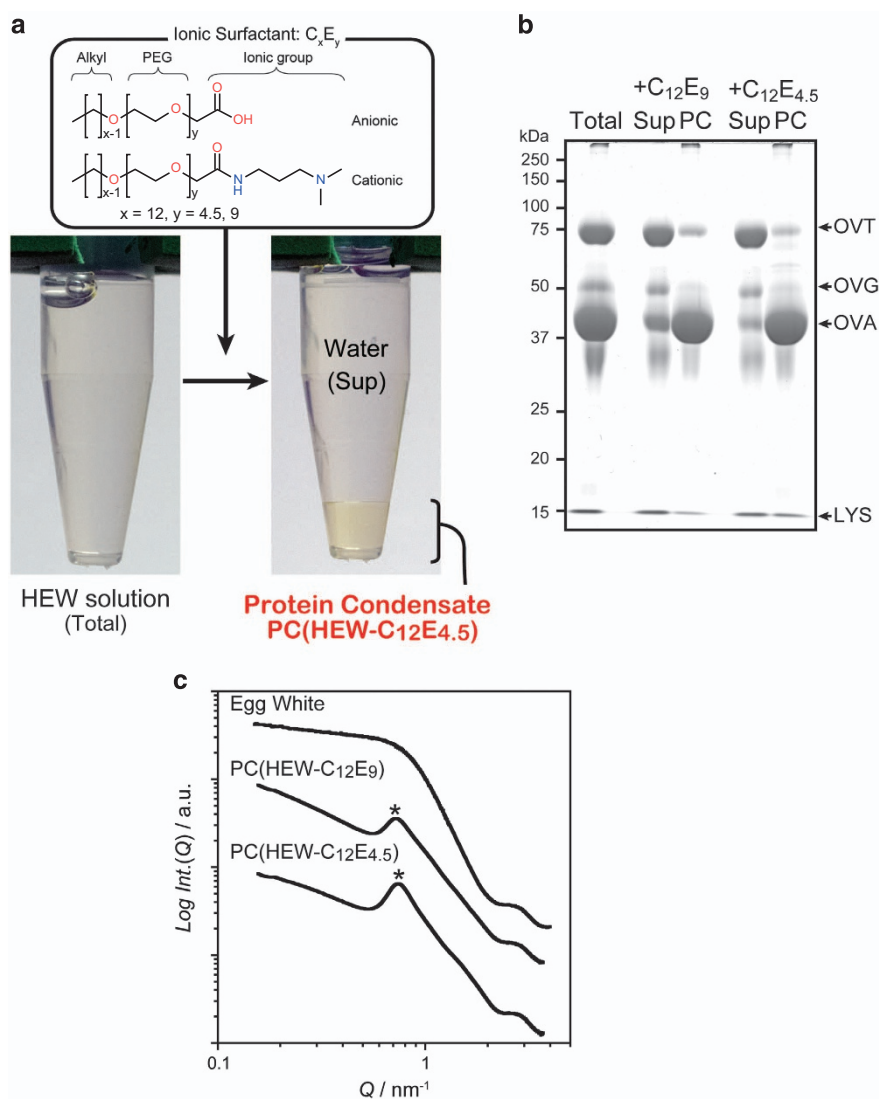 a
Ionic Surfactant: CxEy
Alkyl PEG Ionic group
O
O O OH
x-1 y
Anionic
O
O O N H N
x-1 y
Cationic
x = 12, y = 4.5, 9
Water
(Sup)
HEW solution
(Total)
Protein Condensate
PC(HEW-C12E4.5)
b
+C12E9 +C12E4.5
Total Sup PC Sup PC
kDa
250
150
100
75
50
37
25
20
15
OVT
OVG
OVA
LYS
c
Egg White
PC(HEW-C12E9)
*
PC(HEW-C12E4.5)
*
Log Int.(Q) / a.u.
0.1 1
Q / nm-1